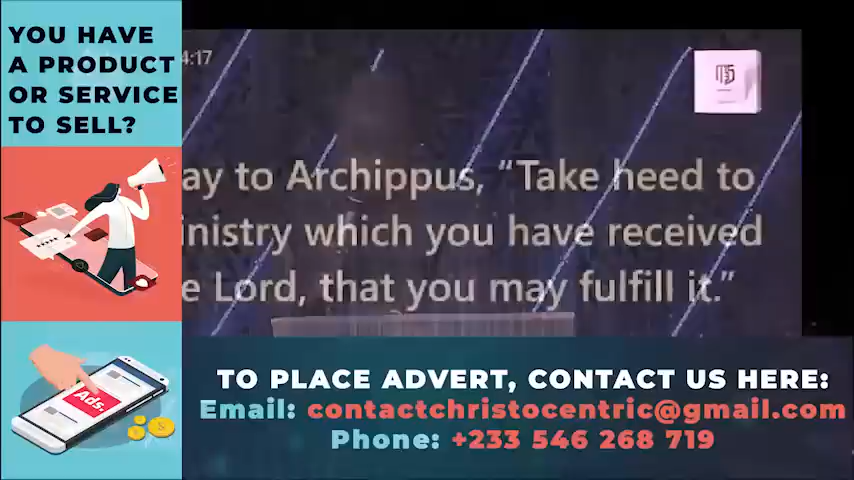 YOU HAVE
A PRODUCT
OR SERVICE
TO SELL?
4:17
ay to Archippus, “Take heed to
inistry which you have received
e Lord, that you may fulfill it.”
Ads.
TO PLACE ADVERT, CONTACT US HERE:
Email: contactchristocentric@gmail.com
Phone: +233 546 268 719